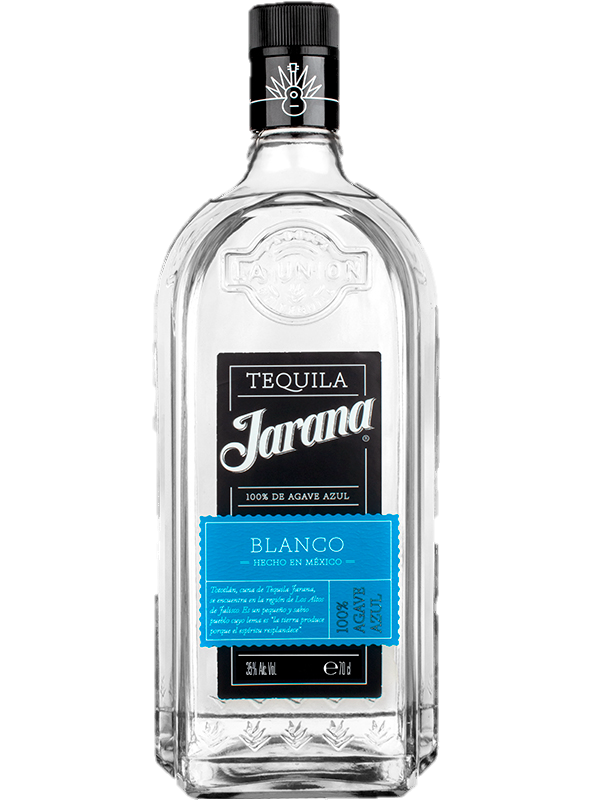 LA UNION
TEQUILA
Jarana®
100% DE AGAVE AZUL
BLANCO
HECHO EN MÉXICO
Tototlán, cuna de Tequila Jarana,
se encuentra en la región de Los Altos
de Jalisco. Es un pequeño y sabio
pueblo cuyo lema es "la tierra produce
porque el espíritu resplandece"
100%
AGAVE
AZUL
35% Alc. Vol.
℮ 70 cl